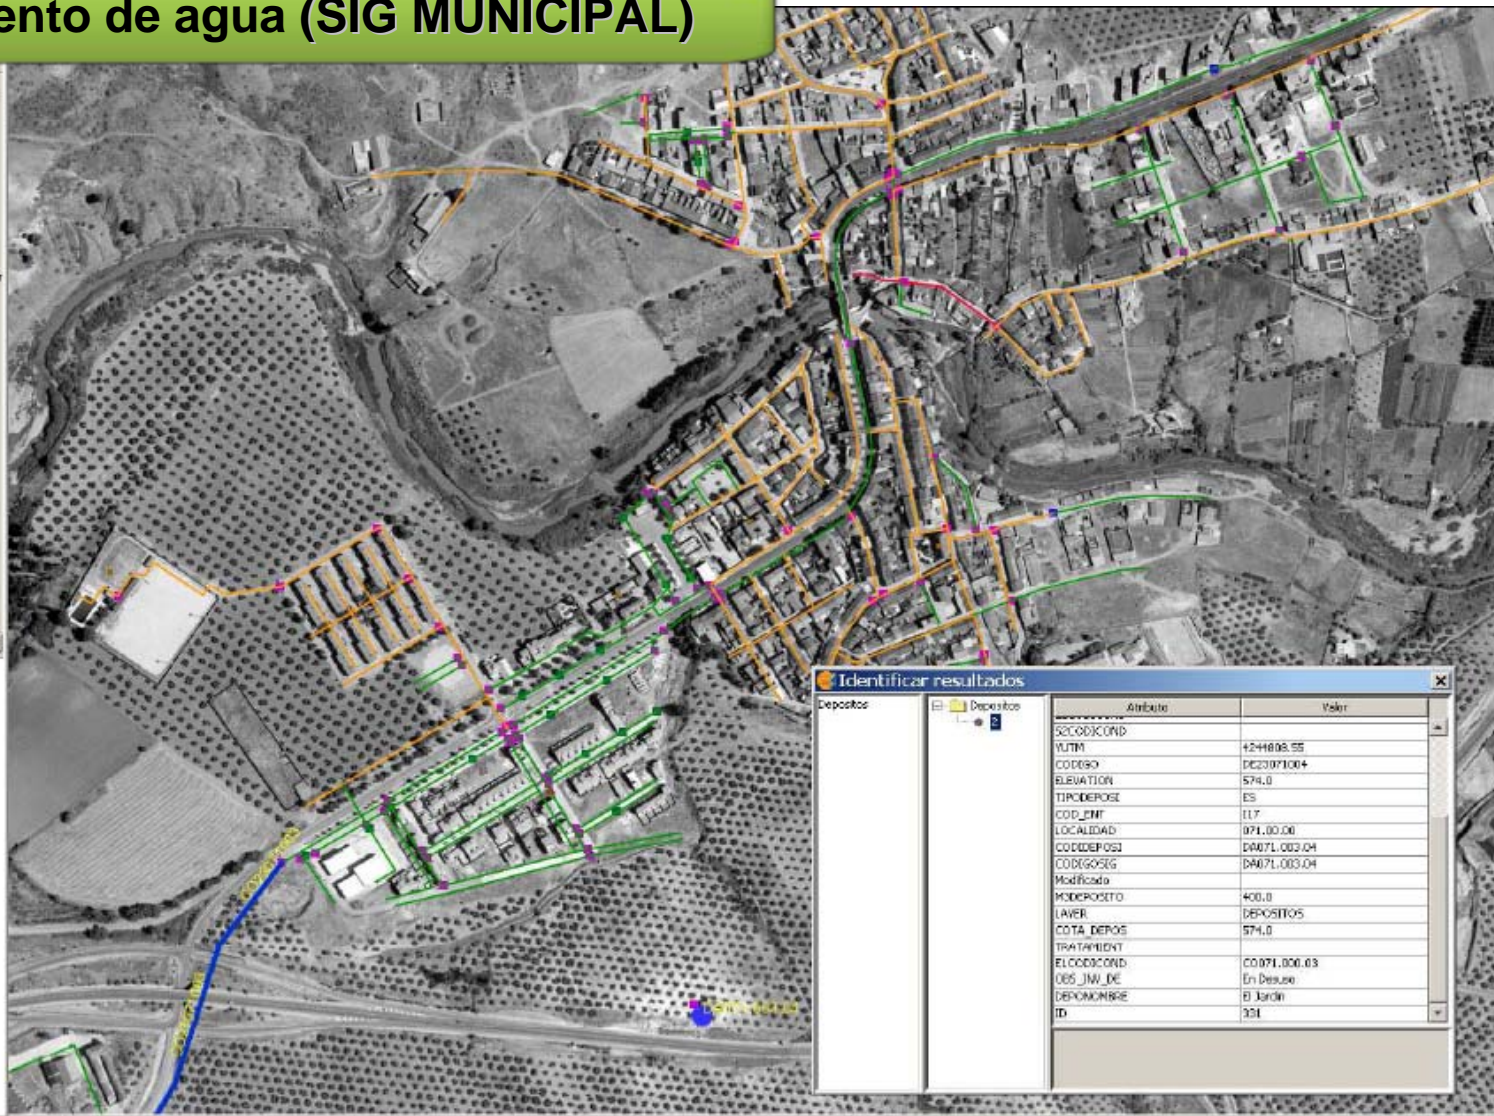 ento de agua (SIG MUNICIPAL)
Identificar resultados
Depositos
Depositos
2
Atributo Valor
S2CODICOND
YUTM 4244808.55
CODIGO DE23071004
ELEVATION 574.0
TIPODEPOSI ES
COD_ENT I17
LOCALIDAD 071.00.00
CODIDEPOSI DA071.003.04
CODIGOSIG DA071.003.04
Modificado
M3DEPOSITO 400.0
LAYER DEPOSITOS
COTA_DEPOS 574.0
TRATAMIENT
ELCODICOND CO071.000.03
OBS_INV_DE En Desuso
DEPONOMBRE El Jardin
ID 331